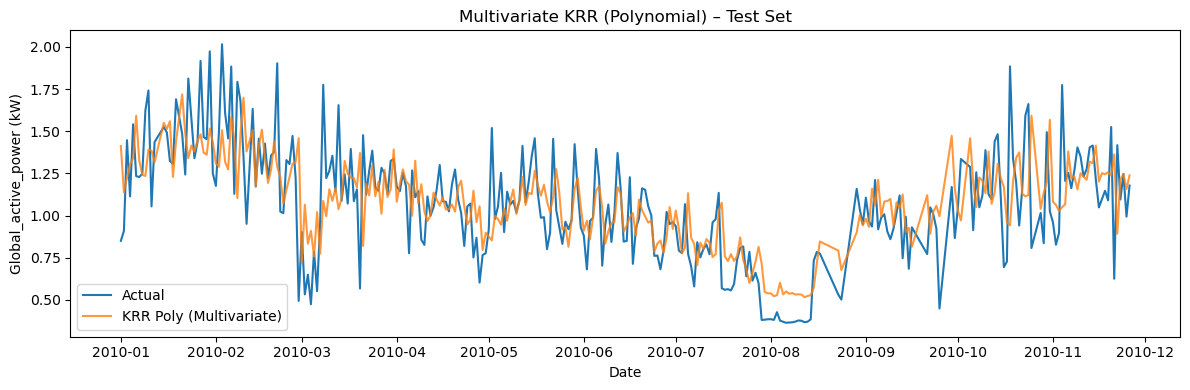 Multivariate KRR (Polynomial) – Test Set
Global_active_power (kW)
2.00
1.75
1.50
1.25
1.00
0.75
0.50
Actual
KRR Poly (Multivariate)
2010-01 2010-02 2010-03 2010-04 2010-05 2010-06 2010-07 2010-08 2010-09 2010-10 2010-11 2010-12
Date